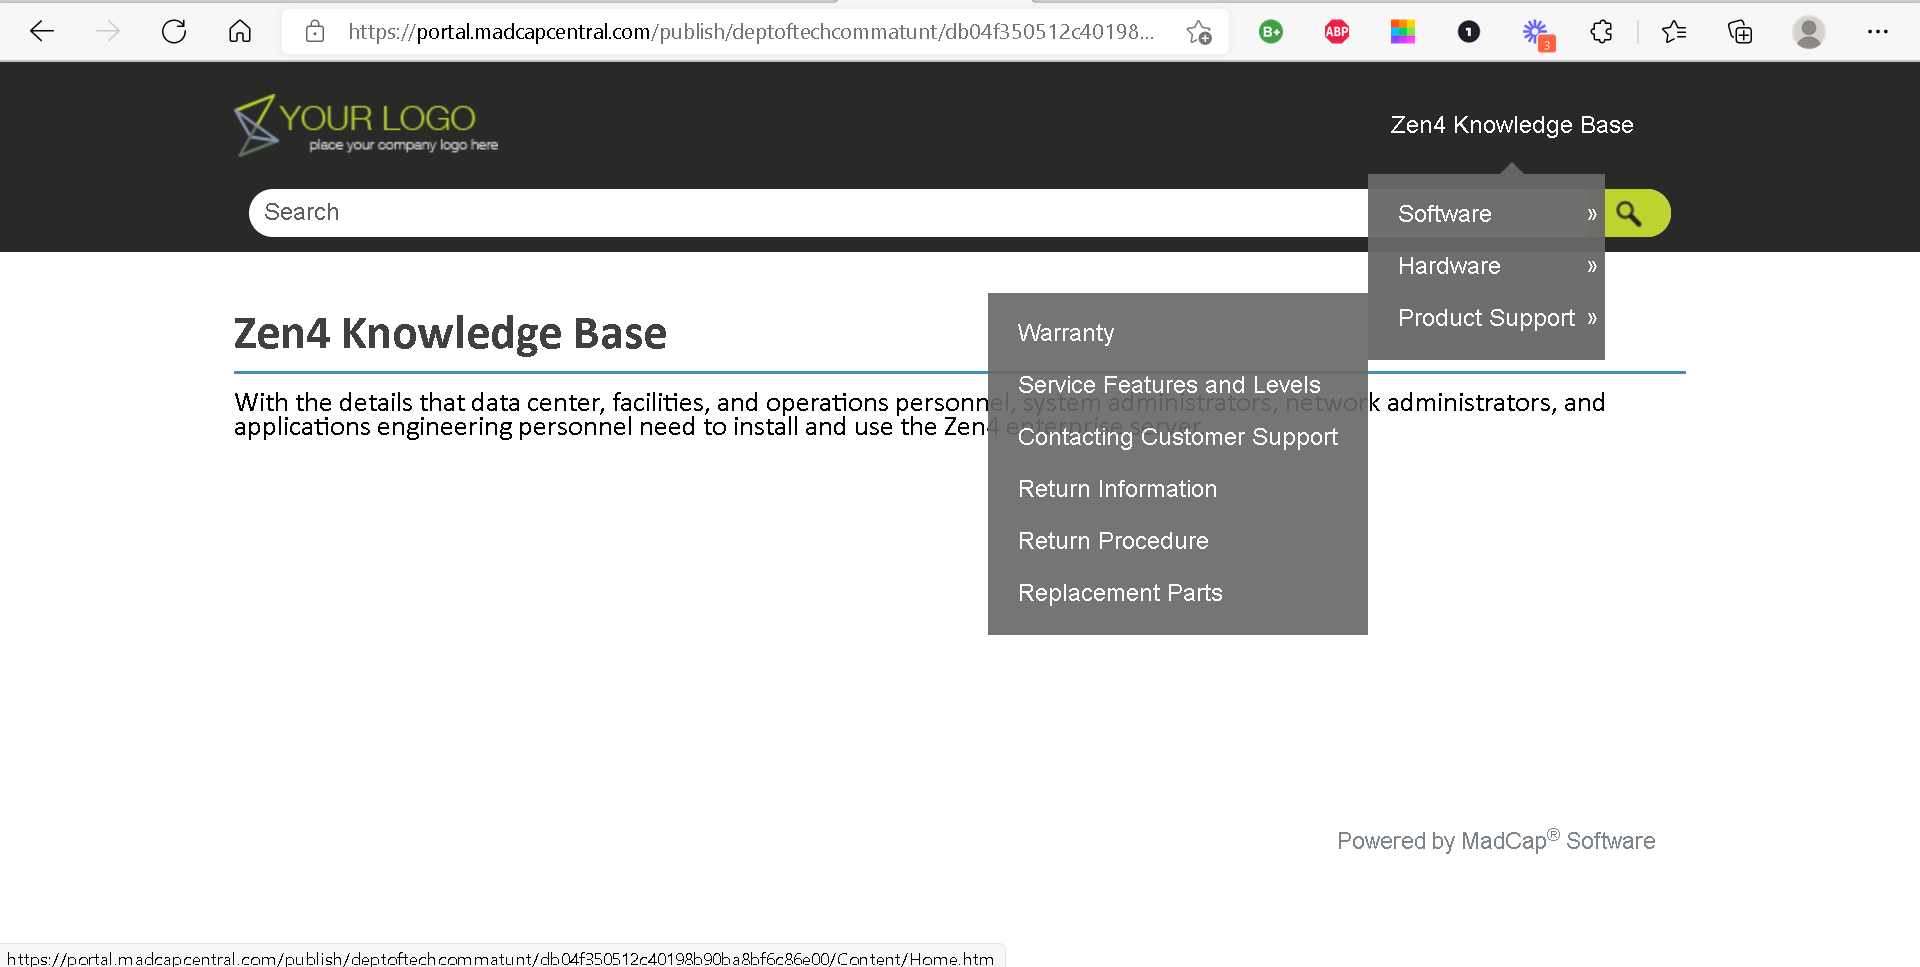 https://portal.madcapcentral.com/publish/deptoftechcommatunt/db04f350512c40198...
B+
ABP
1
3
YOUR LOGO
place your company logo here
Zen4 Knowledge Base
Search
Software »
Hardware »
Product Support »
Zen4 Knowledge Base
With the details that data center, facilities, and operations personnel, system administrators, network administrators, and
applications engineering personnel need to install and use the Zen4 enterprise server.
Warranty
Service Features and Levels
Contacting Customer Support
Return Information
Return Procedure
Replacement Parts
Powered by MadCap® Software
https://portal.madcapcentral.com/publish/deptoftechcommatunt/db04f350512c40198b90ba8bf6c86e00/Content/Home.htm